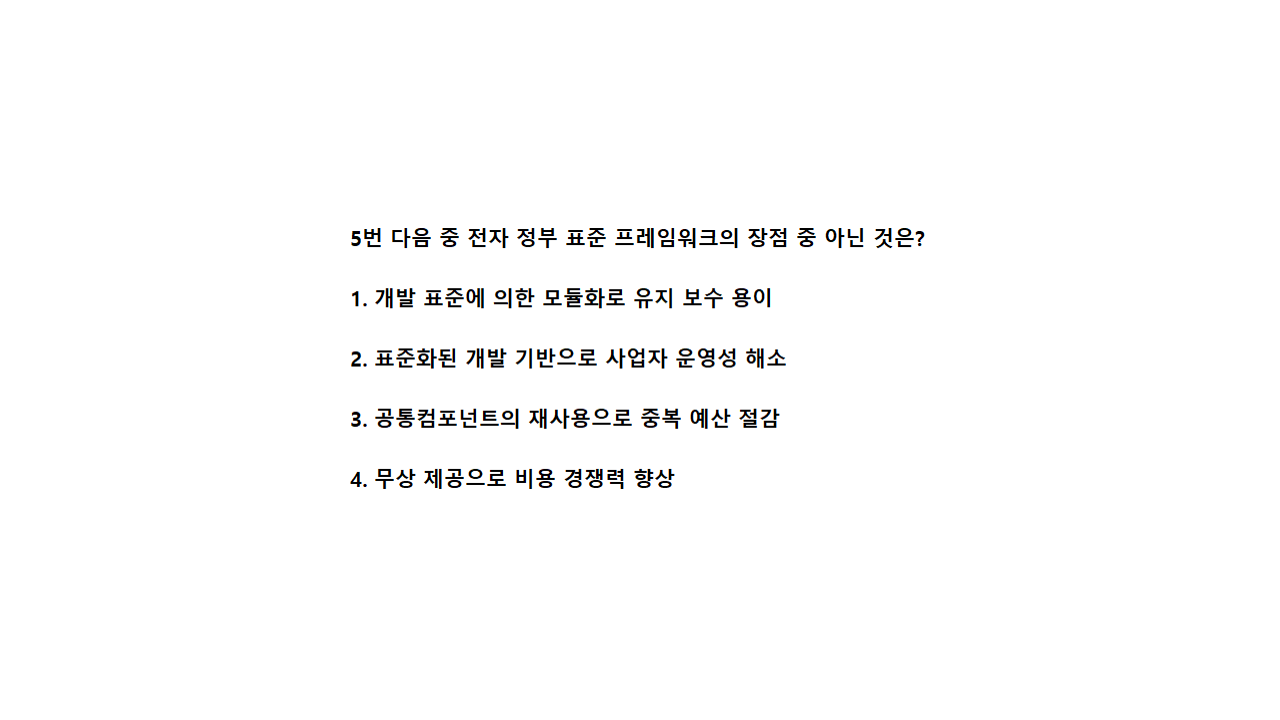 5번 다음 중 전자 정부 표준 프레임워크의 장점 중 아닌 것은?
1. 개발 표준에 의한 모듈화로 유지 보수 용이
2. 표준화된 개발 기반으로 사업자 운영성 해소
3. 공통컴포넌트의 재사용으로 중복 예산 절감
4. 무상 제공으로 비용 경쟁력 향상